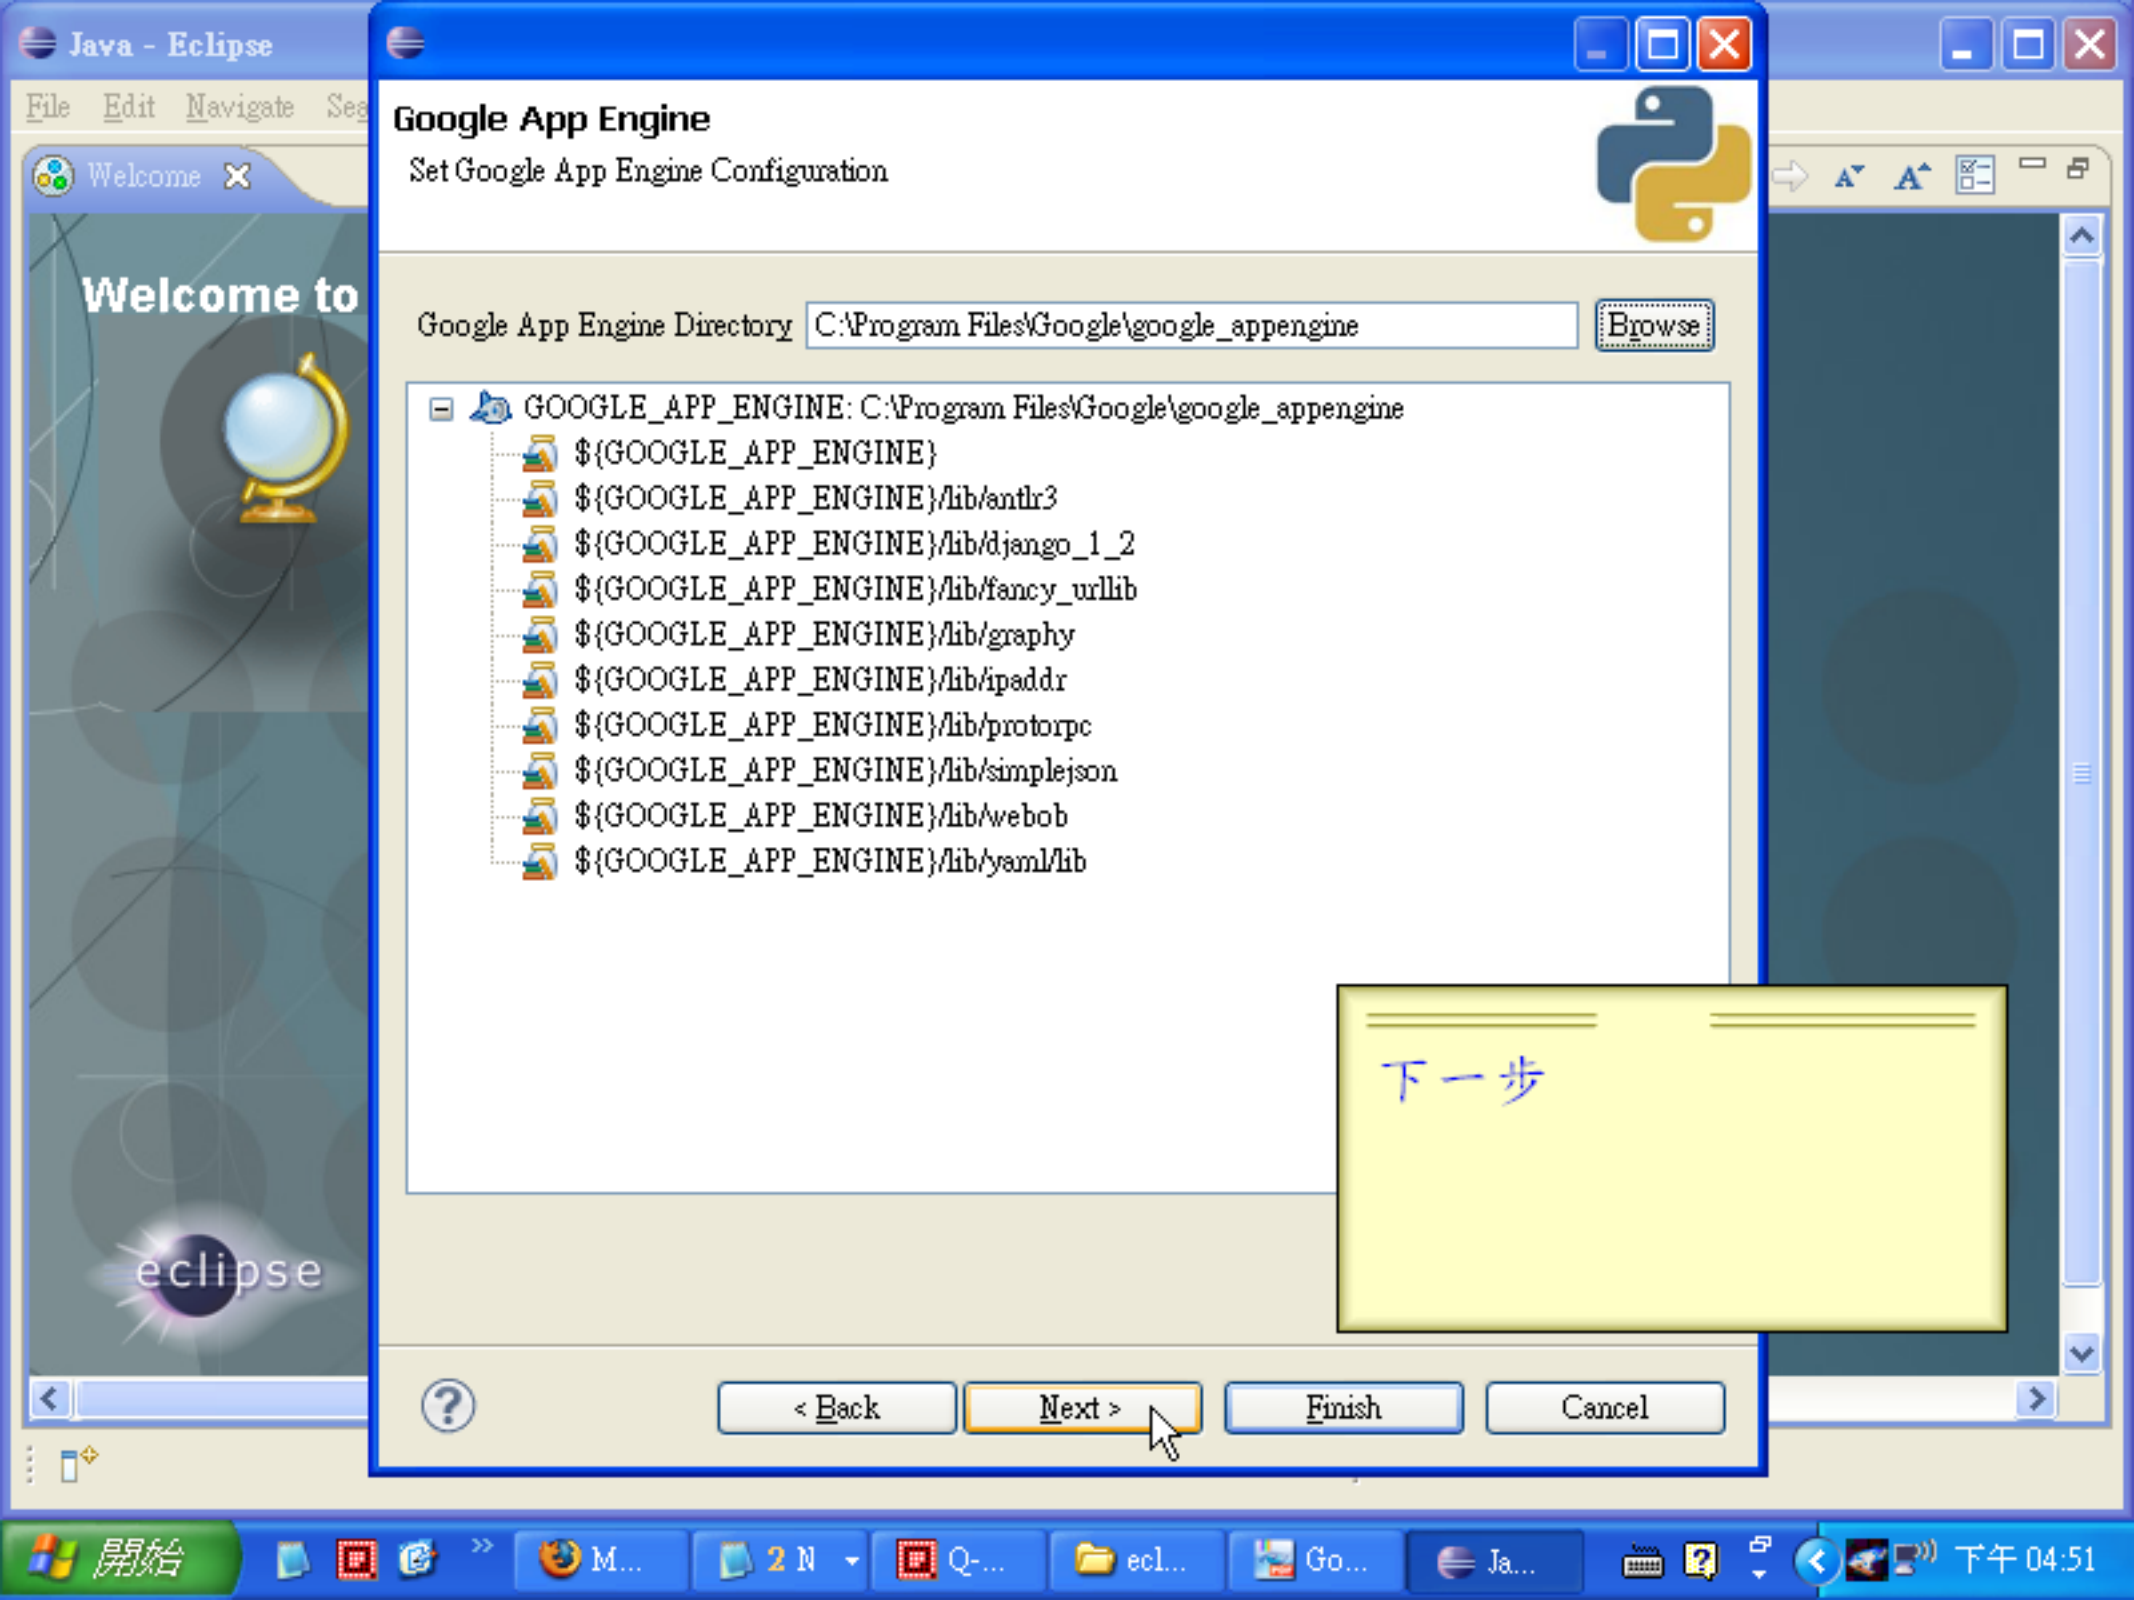 Java - Eclipse
File Edit Navigate Sea
Welcome
Welcome to
eclipse
Google App Engine
Set Google App Engine Configuration
Google App Engine Directory C:\Program Files\Google\google_appengine Browse
GOOGLE_APP_ENGINE: C:\Program Files\Google\google_appengine
${GOOGLE_APP_ENGINE}
${GOOGLE_APP_ENGINE}/lib/antlr3
${GOOGLE_APP_ENGINE}/lib/django_1_2
${GOOGLE_APP_ENGINE}/lib/fancy_urllib
${GOOGLE_APP_ENGINE}/lib/graphy
${GOOGLE_APP_ENGINE}/lib/ipaddr
${GOOGLE_APP_ENGINE}/lib/protorpc
${GOOGLE_APP_ENGINE}/lib/simplejson
${GOOGLE_APP_ENGINE}/lib/webob
${GOOGLE_APP_ENGINE}/lib/yaml/lib
下一步
< Back Next > Finish Cancel
開始 M... 2 N Q-... ecl... Go... Ja... 下午 04:51